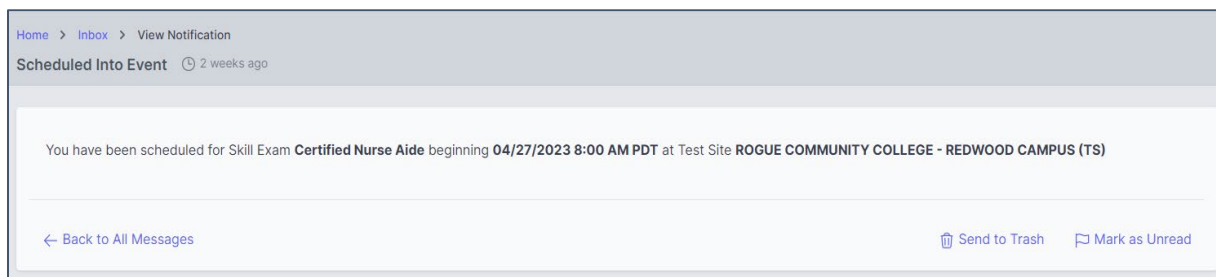 Home > Inbox > View Notification
Scheduled Into Event 2 weeks ago
You have been scheduled for Skill Exam Certified Nurse Aide beginning 04/27/2023 8:00 AM PDT at Test Site ROGUE COMMUNITY COLLEGE - REDWOOD CAMPUS (TS)
← Back to All Messages Send to Trash Mark as Unread